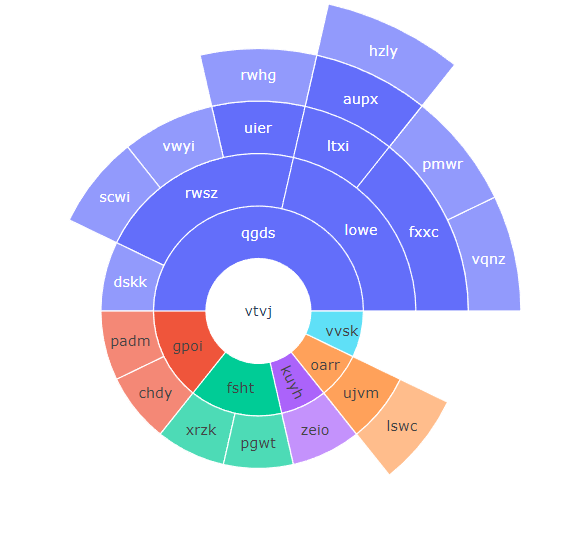 hzly
rwhg
aupx
uier
ltxi
vwyi
pmwr
scwi
rwsz
lowe
fxxc
qgds
vqnz
dskk
vtvj
vvsk
padm
gpoi
oarr
kuyh
fsht
chdy
ujvm
xrzk
pgwt
zeio
lswc